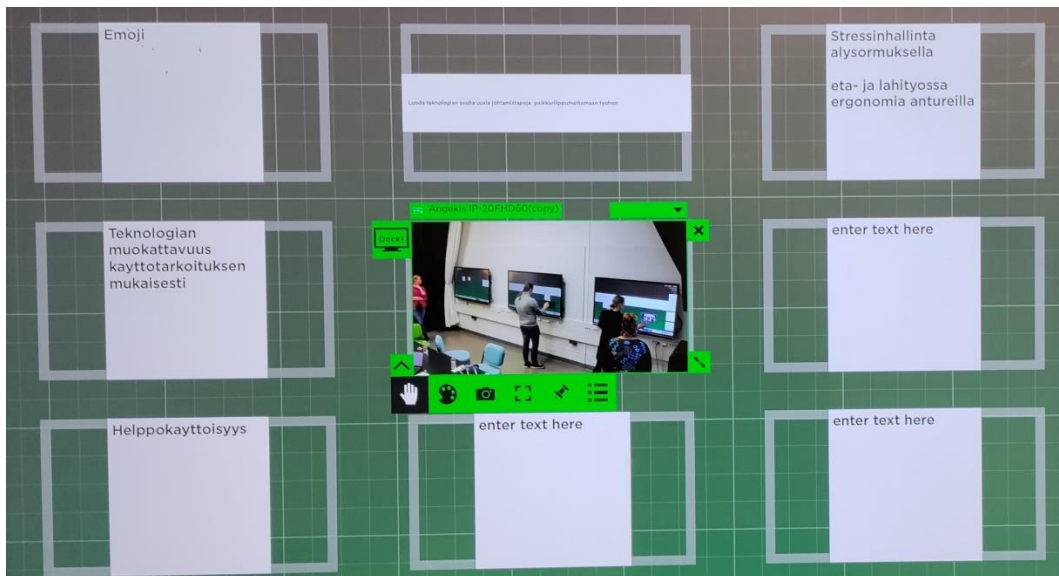 Emoji
Luoda teknologian avulla uusia johtamistapoja paikkariippumattomaan tyohon
Stressinhallinta
alysormuksella
eta- ja lahityossa
ergonomia antureilla
Angekis IP-20FHD60(copy)
Dock1
Teknologian
muokattavuus
kayttotarkoituksen
mukaisesti
enter text here
Helppokayttoisyys
enter text here
enter text here